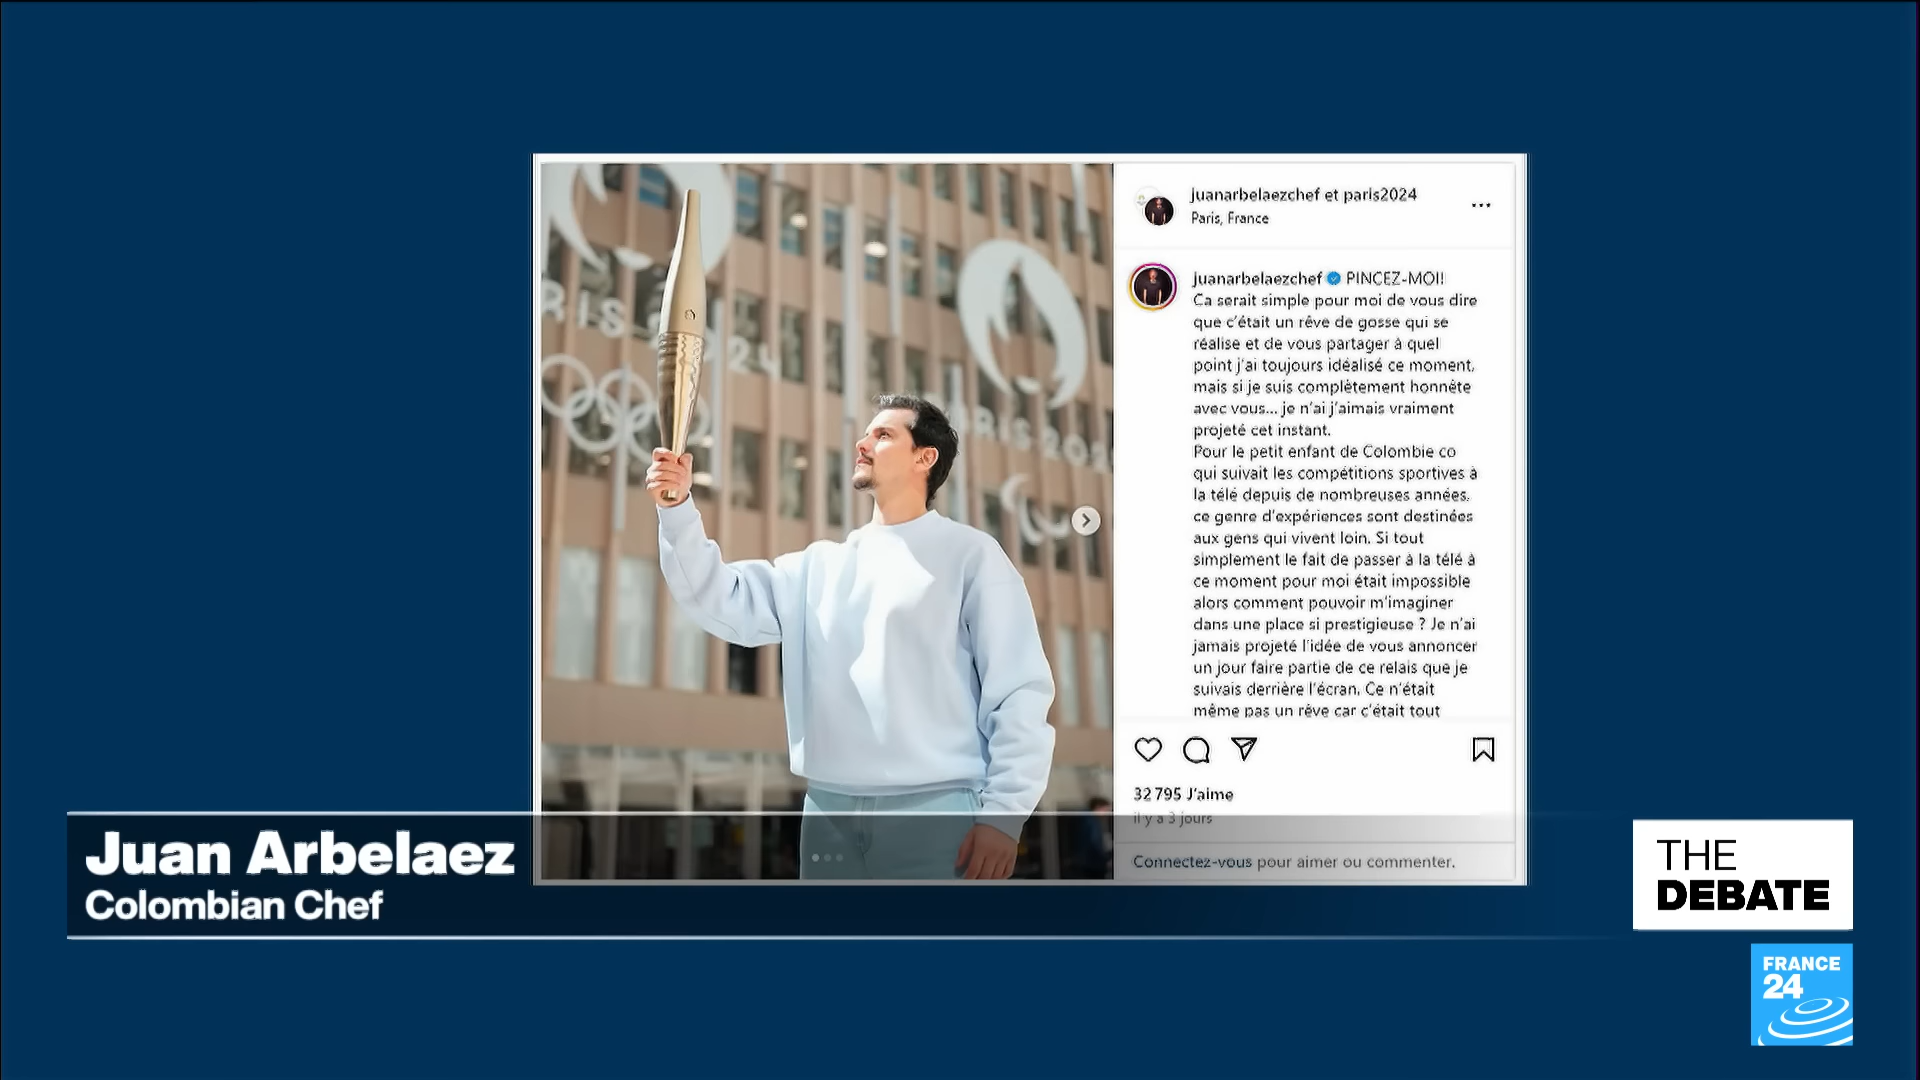 PARIS 2024
RIS 2024
juanarbelaezchef et paris2024
Paris, France
juanarbelaezchef PINCEZ-MOI!
Ca serait simple pour moi de vous dire
que c'était un rêve de gosse qui se
réalise et de vous partager à quel
point j'ai toujours idéalisé ce moment,
mais si je suis complètement honnête
avec vous... je n'ai j'aimais vraiment
projeté cet instant.
Pour le petit enfant de Colombie co
qui suivait les compétitions sportives à
la télé depuis de nombreuses années,
ce genre d'expériences sont destinées
aux gens qui vivent loin. Si tout
simplement le fait de passer à la télé à
ce moment pour moi était impossible
alors comment pouvoir m'imaginer
dans une place si prestigieuse ? Je n'ai
jamais projeté l'idée de vous annoncer
un jour faire partie de ce relais que je
suivais derrière l'écran. Ce n'était
même pas un rêve car c'était tout
32 795 J'aime
il y a 3 jours
Connectez-vous pour aimer ou commenter.
Juan Arbelaez
Colombian Chef
THE
DEBATE
FRANCE
24